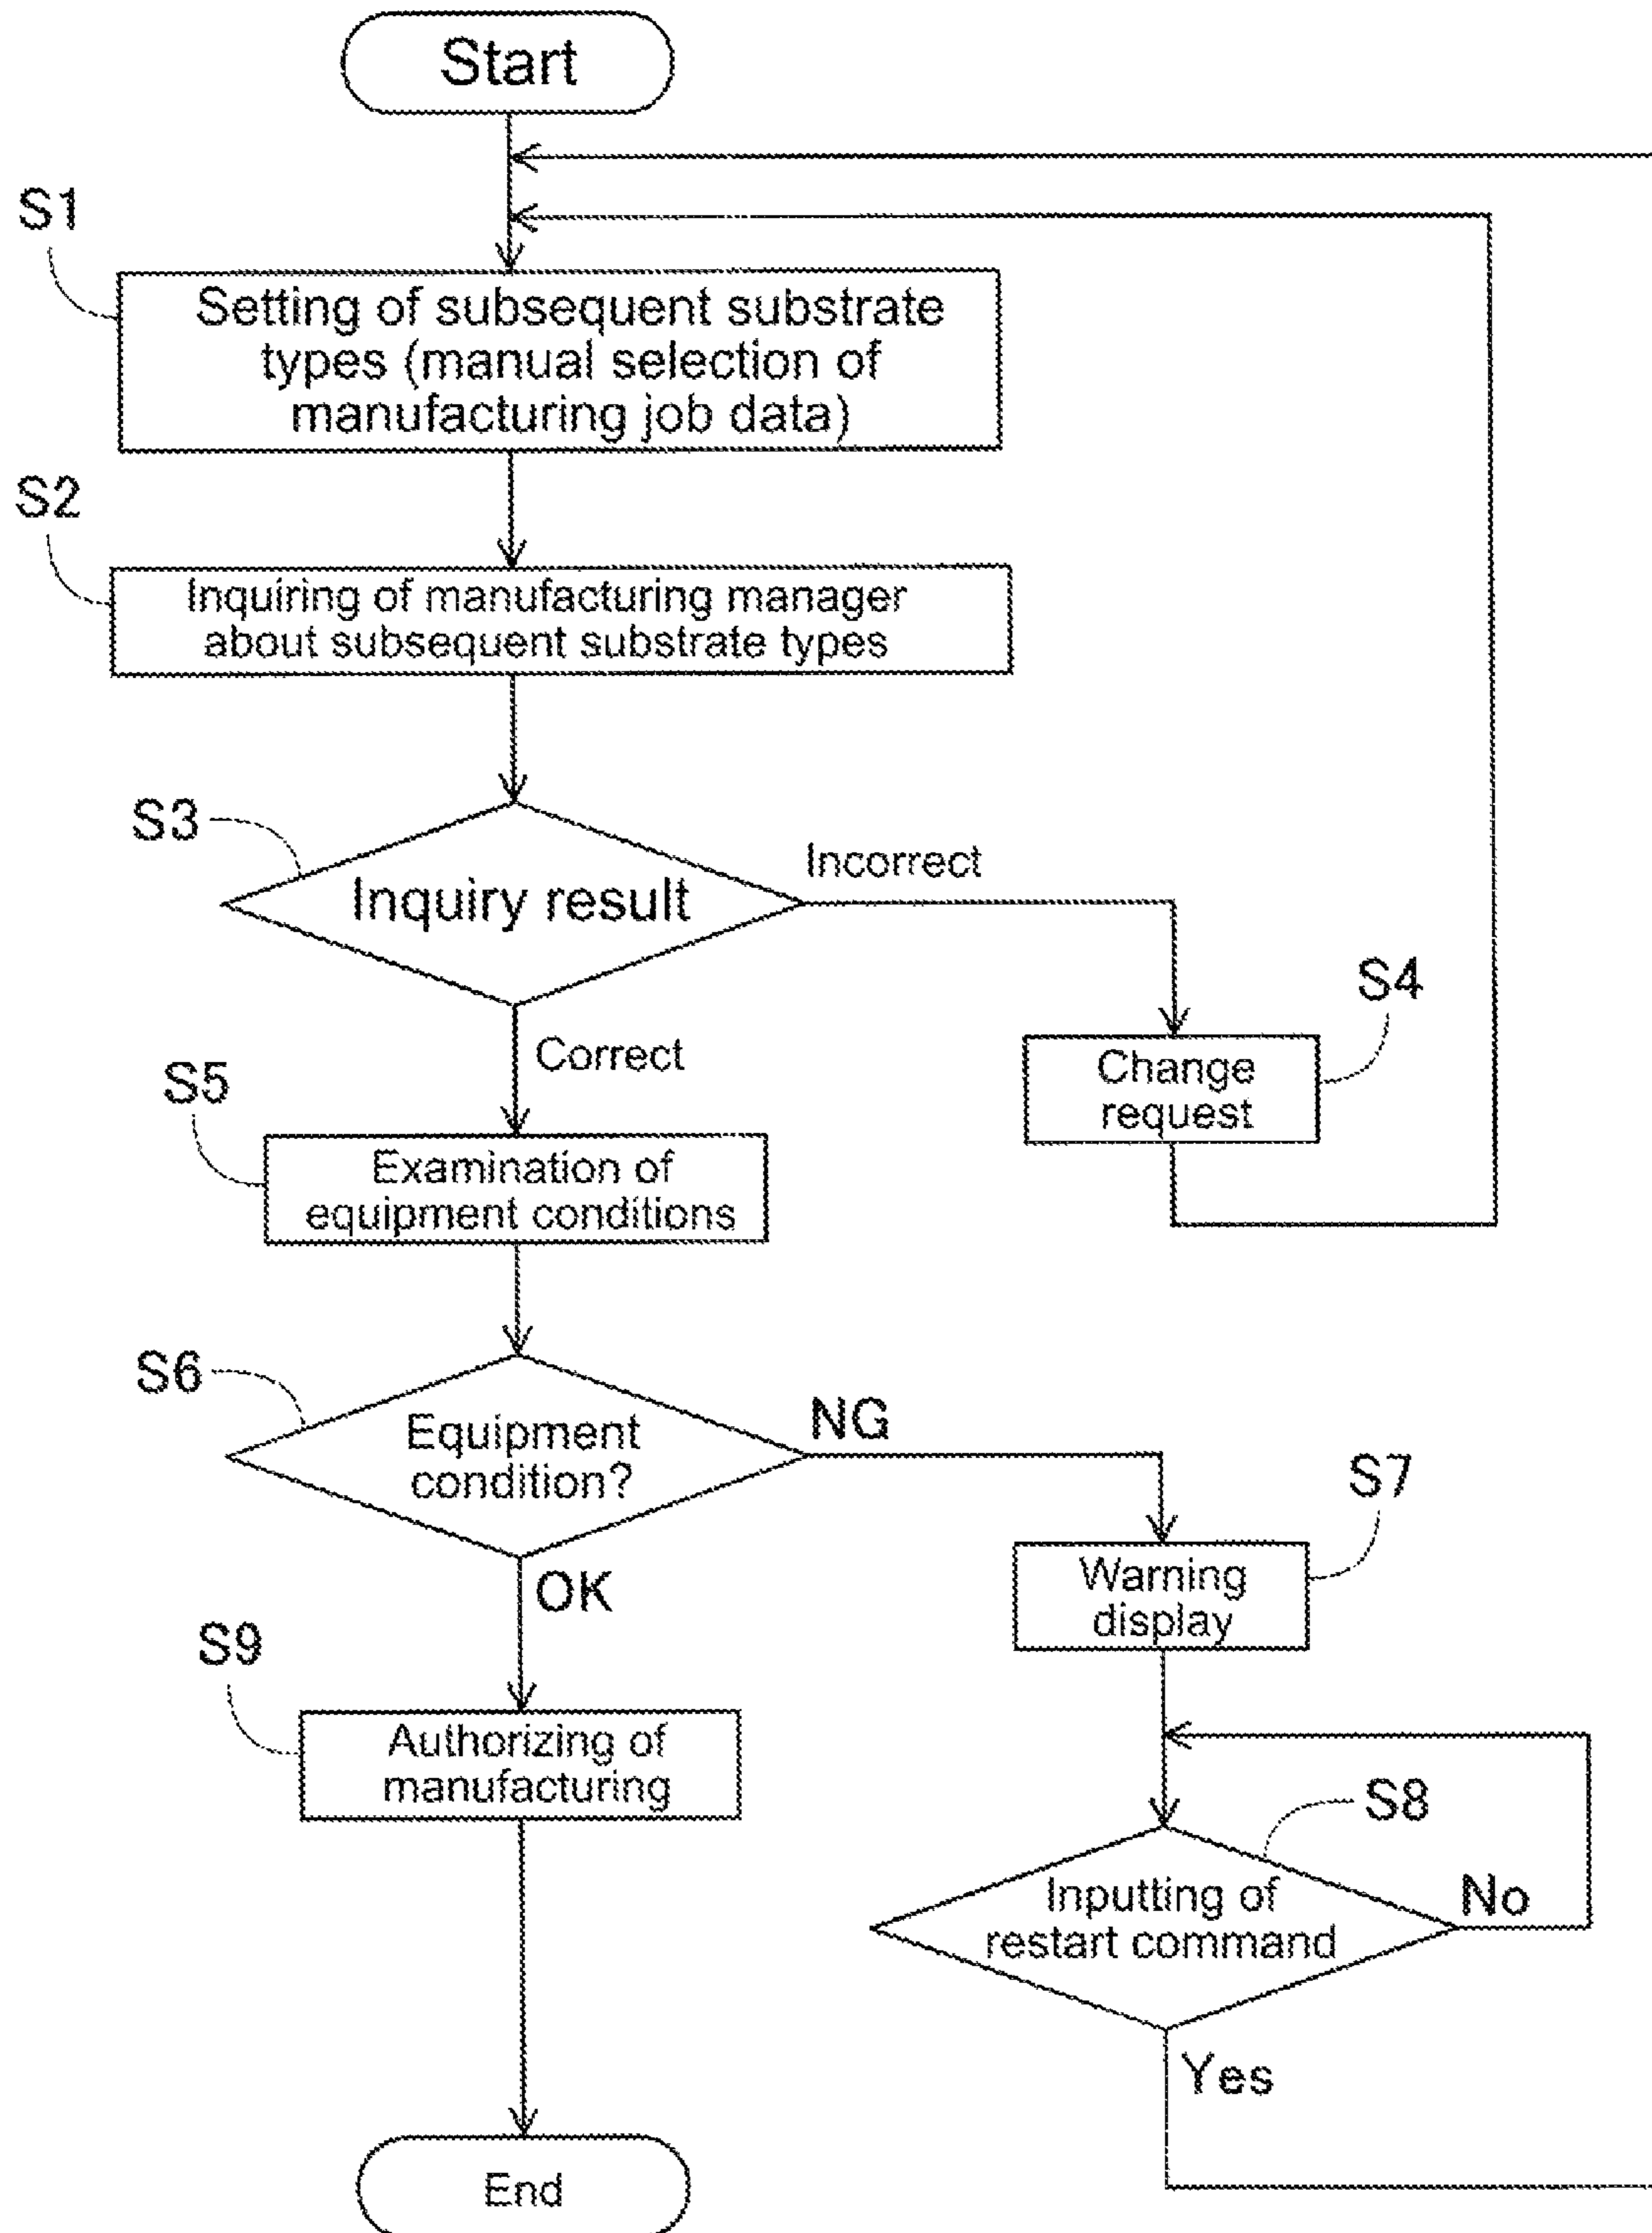 Start
S1
Setting of subsequent substrate
types (manual selection of
manufacturing job data)
S2
Inquiring of manufacturing manager
about subsequent substrate types
S3
Inquiry result
Incorrect
S4
Change
request
Correct
S5
Examination of
equipment conditions
S6
Equipment
condition?
NG
S7
Warning
display
OK
S9
Authorizing of
manufacturing
S8
Inputting of
restart command
No
Yes
End